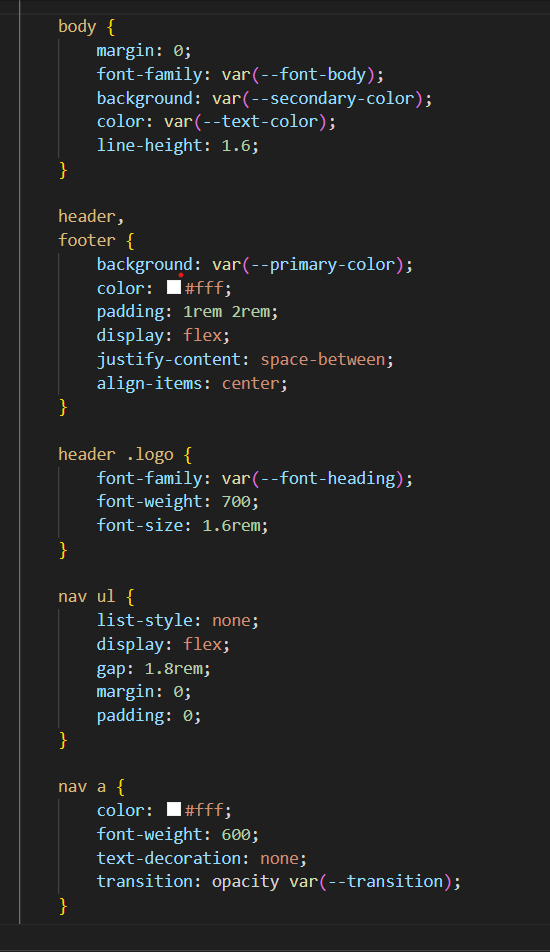 body {
    margin: 0;
    font-family: var(--font-body);
    background: var(--secondary-color);
    color: var(--text-color);
    line-height: 1.6;
}

header,
footer {
    background: var(--primary-color);
    color: #fff;
    padding: 1rem 2rem;
    display: flex;
    justify-content: space-between;
    align-items: center;
}

header .logo {
    font-family: var(--font-heading);
    font-weight: 700;
    font-size: 1.6rem;
}

nav ul {
    list-style: none;
    display: flex;
    gap: 1.8rem;
    margin: 0;
    padding: 0;
}

nav a {
    color: #fff;
    font-weight: 600;
    text-decoration: none;
    transition: opacity var(--transition);
}